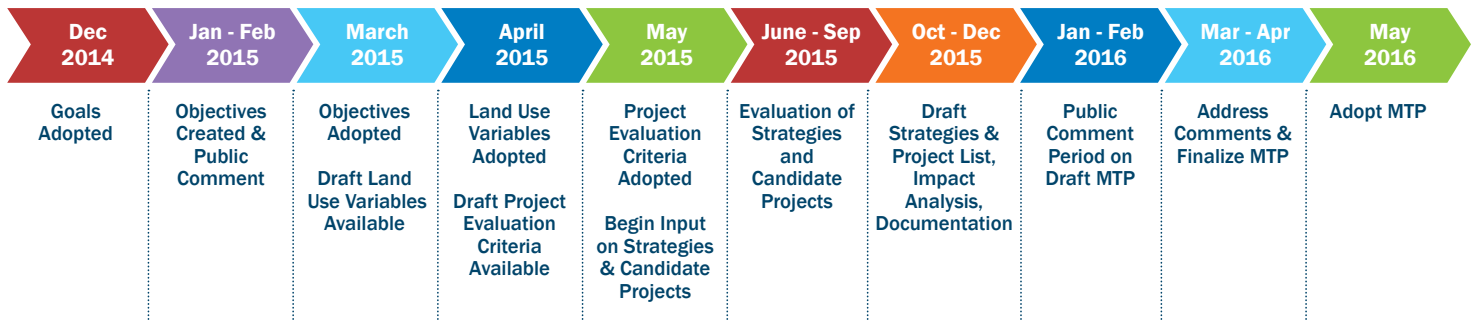 Dec
2014
Jan - Feb
2015
March
2015
April
2015
May
2015
June - Sep
2015
Oct - Dec
2015
Jan - Feb
2016
Mar - Apr
2016
May
2016
Goals
Adopted
Objectives
Created &
Public
Comment
Objectives
Adopted
Draft Land
Use Variables
Available
Land Use
Variables
Adopted
Draft Project
Evaluation
Criteria
Available
Project
Evaluation
Criteria
Adopted
Begin Input
on Strategies
& Candidate
Projects
Evaluation of
Strategies
and
Candidate
Projects
Draft
Strategies &
Project List,
Impact
Analysis,
Documentation
Public
Comment
Period on
Draft MTP
Address
Comments &
Finalize MTP
Adopt MTP